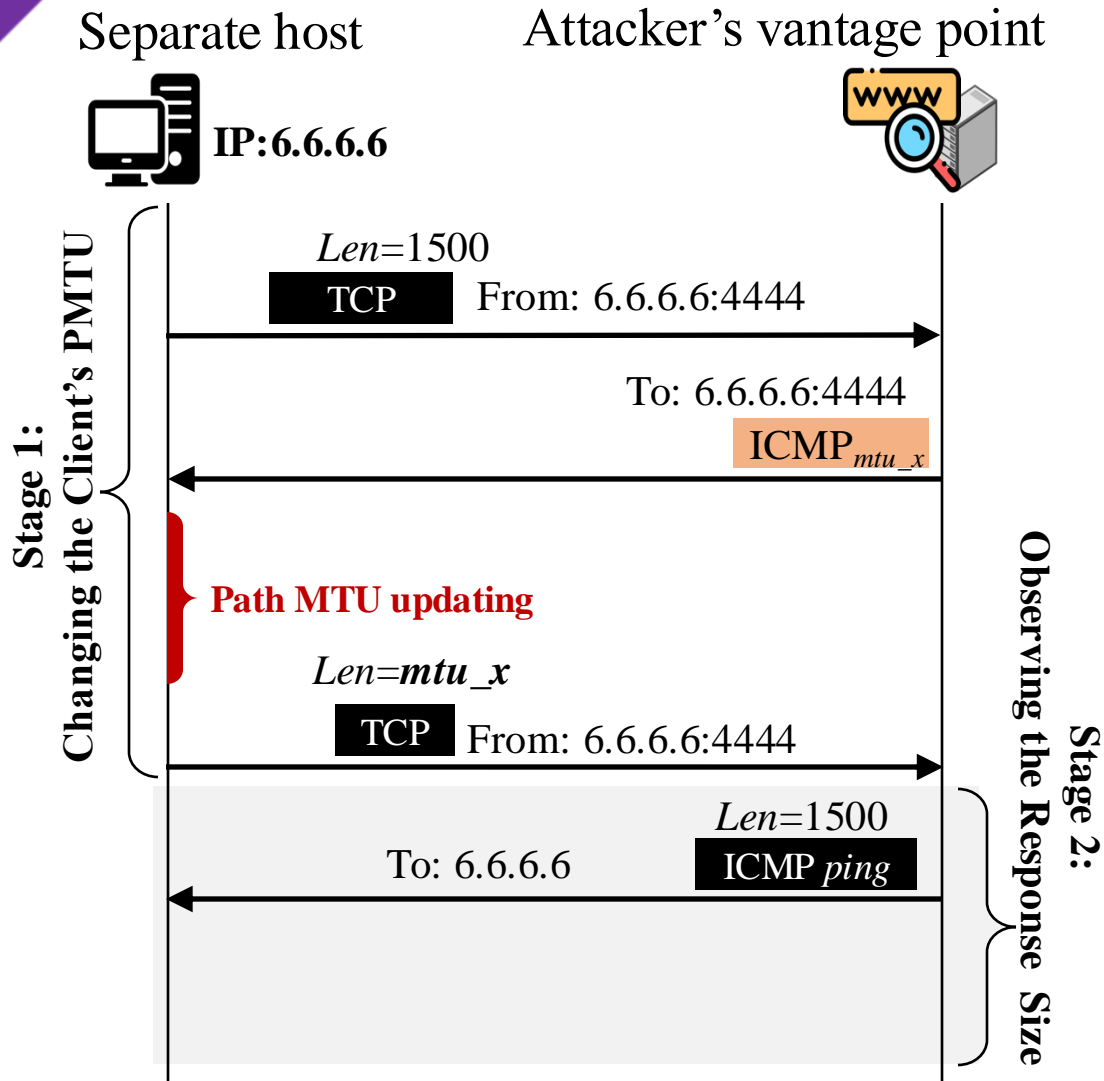 Separate host
Attacker’s vantage point
WWW
IP:6.6.6.6
Stage 1:
Changing the Client’s PMTU
Len=1500
TCP
From: 6.6.6.6:4444
To: 6.6.6.6:4444
ICMPmtu_x
Path MTU updating
Len=mtu_x
TCP
From: 6.6.6.6:4444
Stage 2:
Observing the Response Size
Len=1500
To: 6.6.6.6
ICMP ping